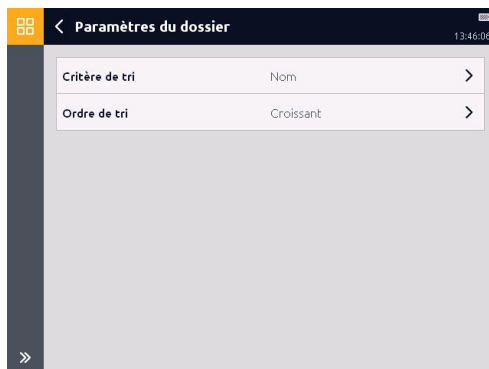 Paramètres du dossier
13:46:06
Critère de tri Nom
Ordre de tri Croissant